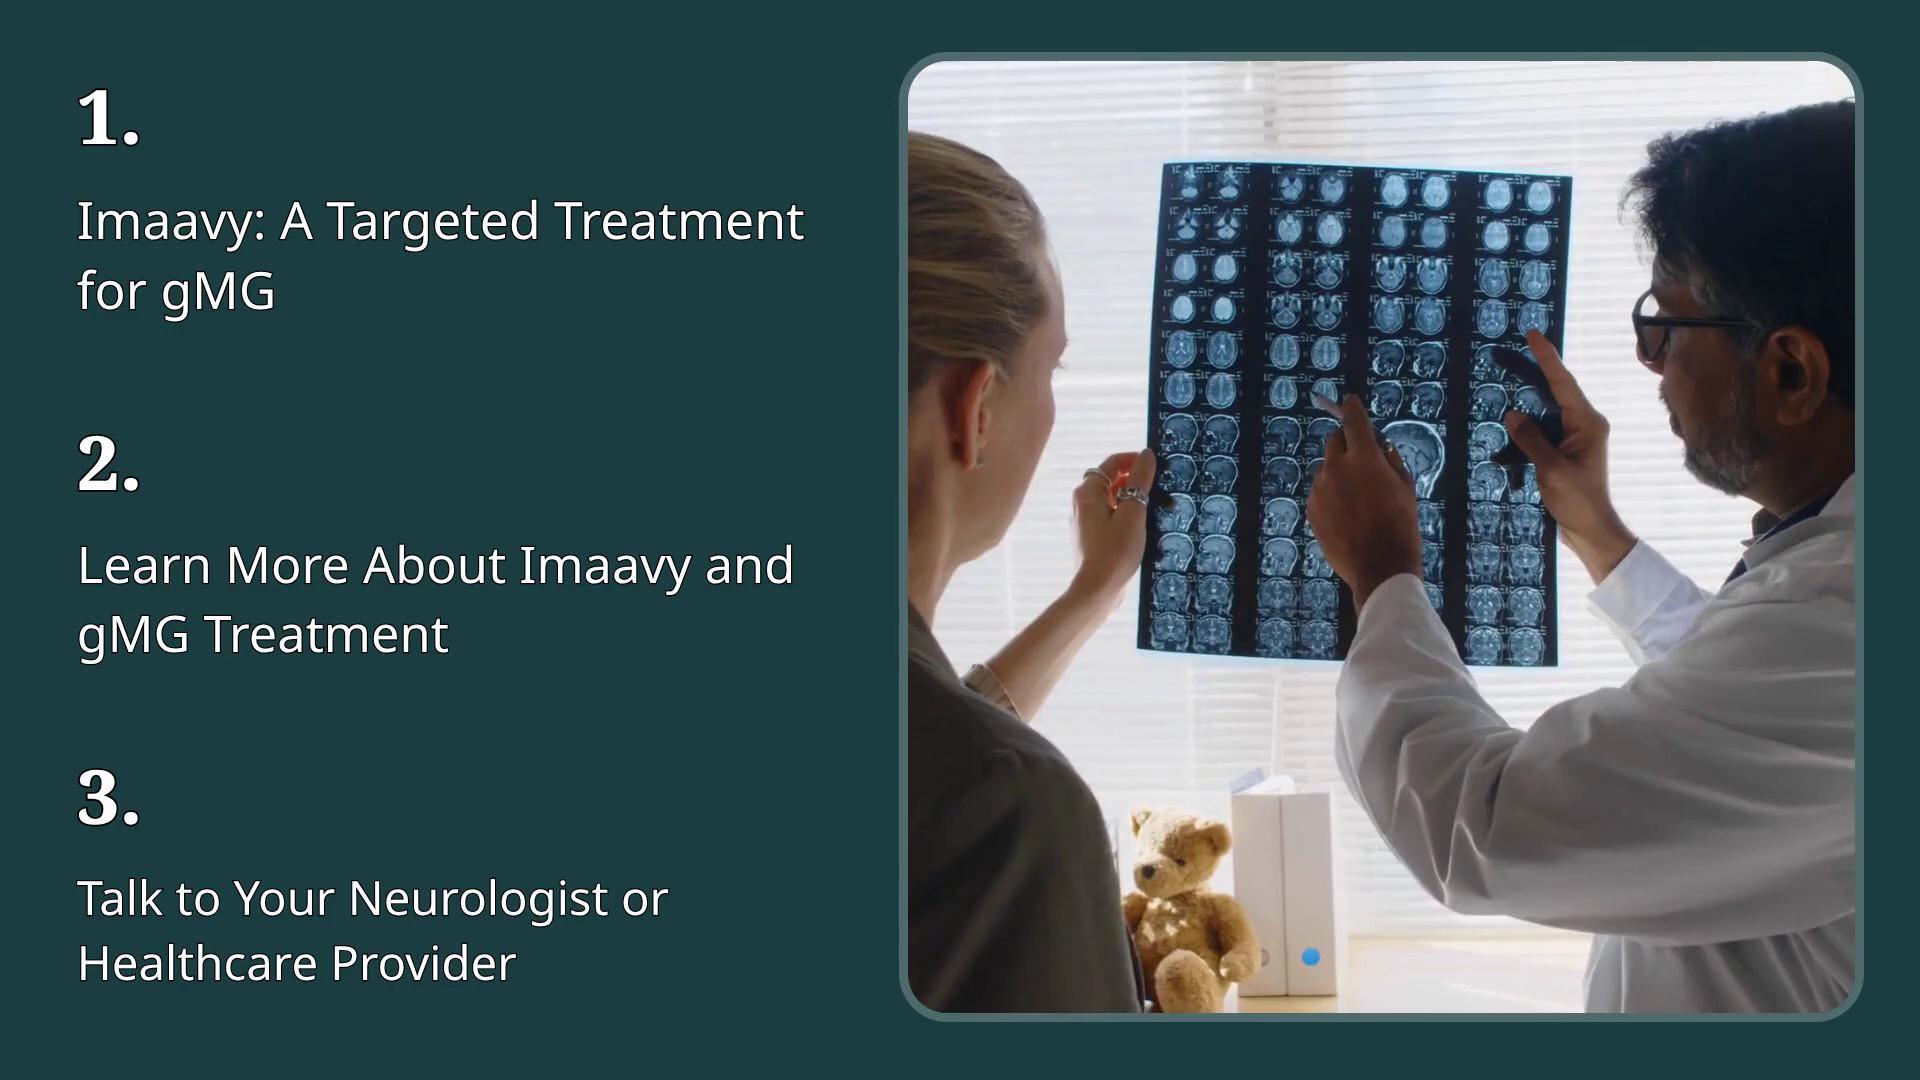 1.
Imaavy: A Targeted Treatment
for gMG
2.
Learn More About Imaavy and
gMG Treatment
3.
Talk to Your Neurologist or
Healthcare Provider